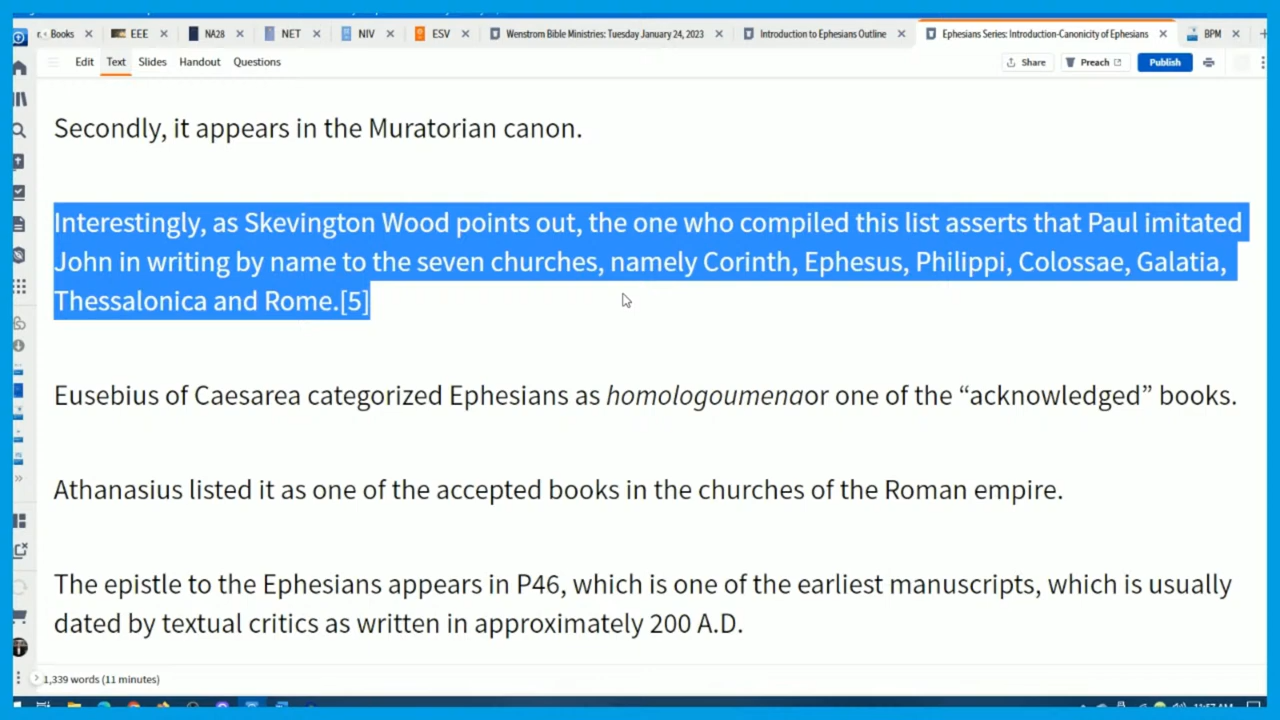 r. Books
EEE
NA28
NET
NIV
ESV
Wenstrom Bible Ministries: Tuesday January 24, 2023
Introduction to Ephesians Outline
Ephesians Series: Introduction-Canonicity of Ephesians
BPM
Edit Text Slides Handout Questions
Share Preach Publish
Secondly, it appears in the Muratorian canon.
Interestingly, as Skevington Wood points out, the one who compiled this list asserts that Paul imitated
John in writing by name to the seven churches, namely Corinth, Ephesus, Philippi, Colossae, Galatia,
Thessalonica and Rome.[5]
Eusebius of Caesarea categorized Ephesians as homologoumenaor one of the “acknowledged” books.
Athanasius listed it as one of the accepted books in the churches of the Roman empire.
The epistle to the Ephesians appears in P46, which is one of the earliest manuscripts, which is usually
dated by textual critics as written in approximately 200 A.D.
1,339 words (11 minutes)